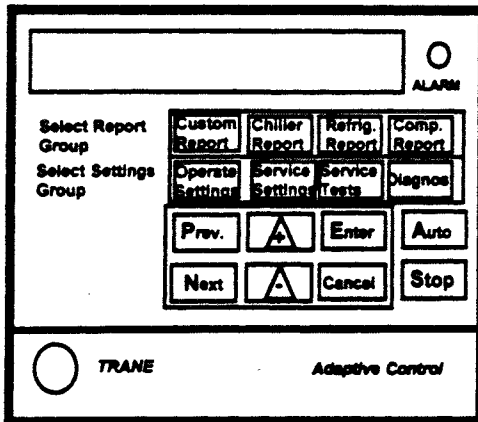 ALARM
Select Report Group
Custom Report
Chiller Report
Refrig. Report
Comp. Report
Select Settings Group
Operate Settings
Service Settings
Service Tests
Diagnos
Prev.
+
Enter
Auto
Next
-
Cancel
Stop
TRANE
Adaptive Control